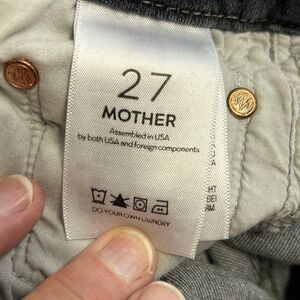 27
MOTHER
Assembled in USA
by both USA and foreign components
DO YOUR OWN LAUNDRY